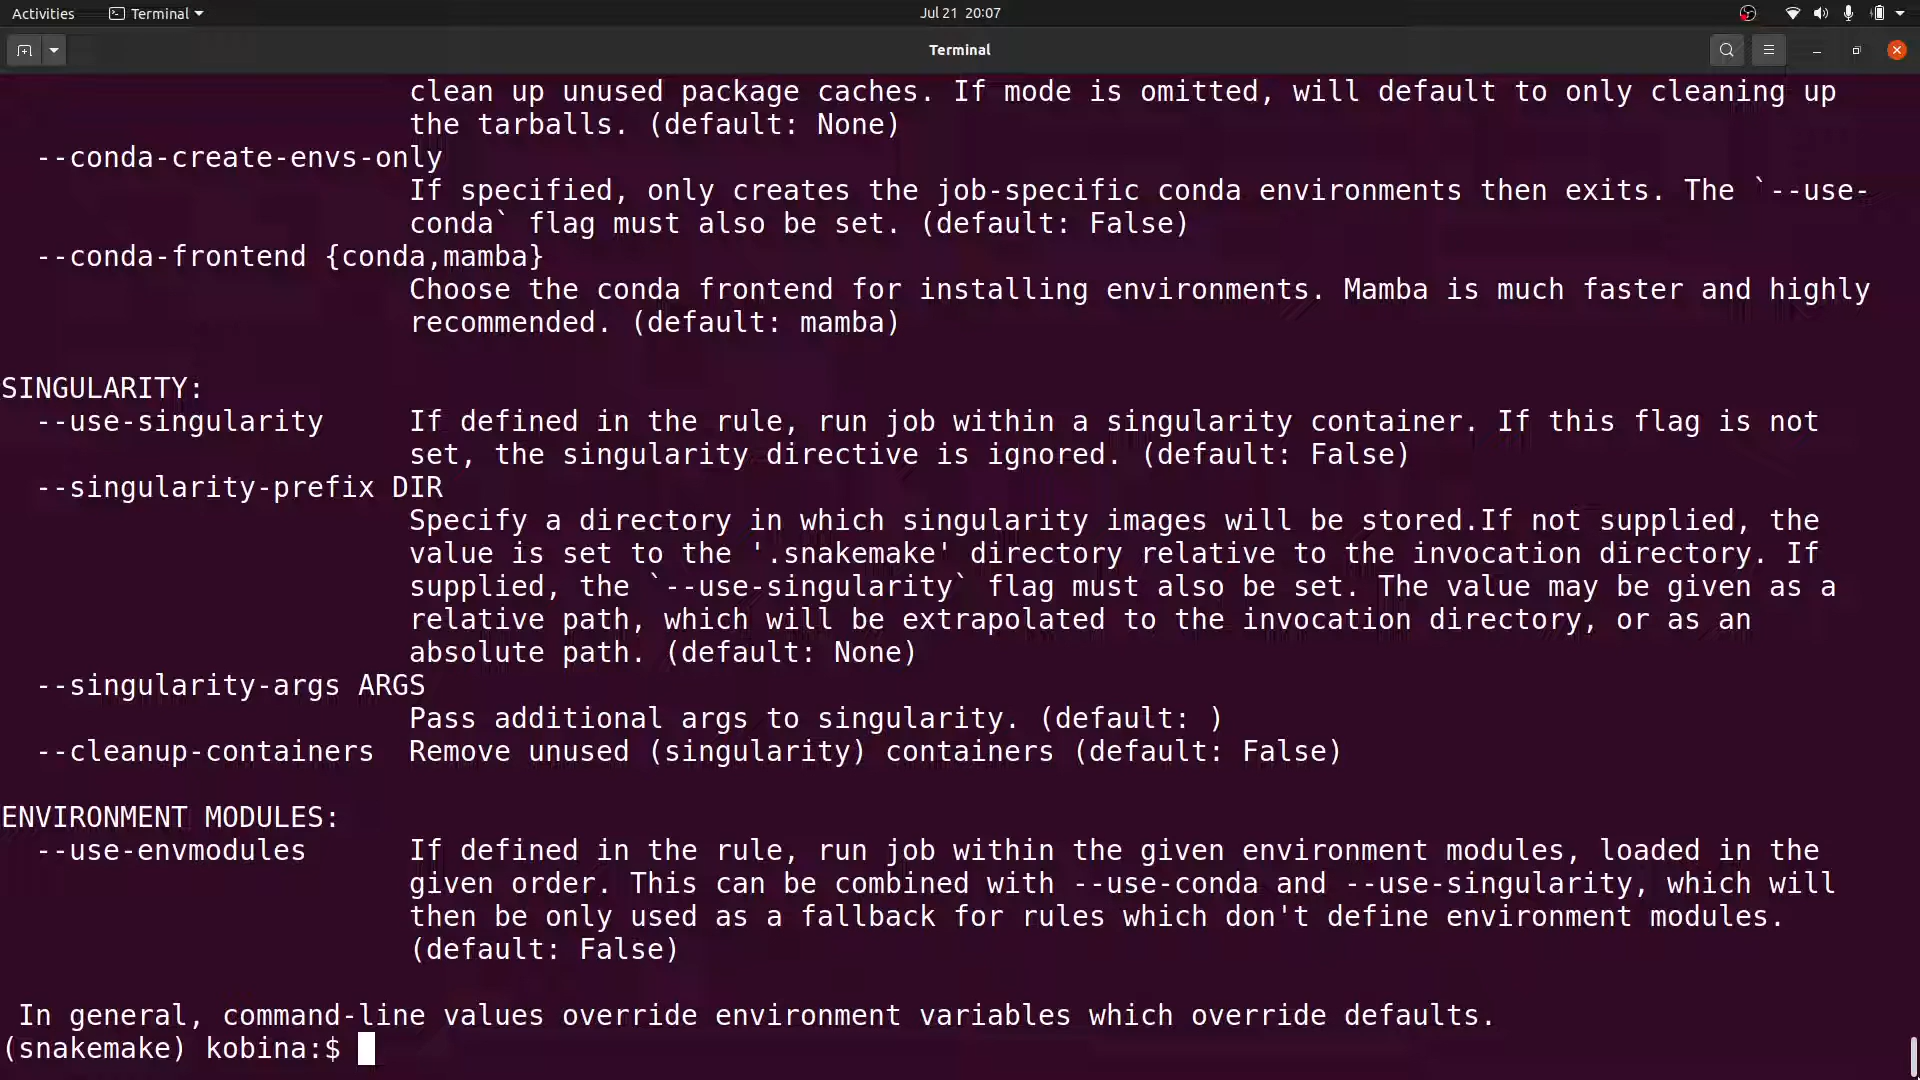 Activities Terminal Jul 21 20:07
Terminal
clean up unused package caches. If mode is omitted, will default to only cleaning up
the tarballs. (default: None)
--conda-create-envs-only
If specified, only creates the job-specific conda environments then exits. The `--use-
conda` flag must also be set. (default: False)
--conda-frontend {conda,mamba}
Choose the conda frontend for installing environments. Mamba is much faster and highly
recommended. (default: mamba)
SINGULARITY:
--use-singularity If defined in the rule, run job within a singularity container. If this flag is not
set, the singularity directive is ignored. (default: False)
--singularity-prefix DIR
Specify a directory in which singularity images will be stored.If not supplied, the
value is set to the '.snakemake' directory relative to the invocation directory. If
supplied, the `--use-singularity` flag must also be set. The value may be given as a
relative path, which will be extrapolated to the invocation directory, or as an
absolute path. (default: None)
--singularity-args ARGS
Pass additional args to singularity. (default: )
--cleanup-containers Remove unused (singularity) containers (default: False)
ENVIRONMENT MODULES:
--use-envmodules If defined in the rule, run job within the given environment modules, loaded in the
given order. This can be combined with --use-conda and --use-singularity, which will
then be only used as a fallback for rules which don't define environment modules.
(default: False)
In general, command-line values override environment variables which override defaults.
(snakemake) kobina:$